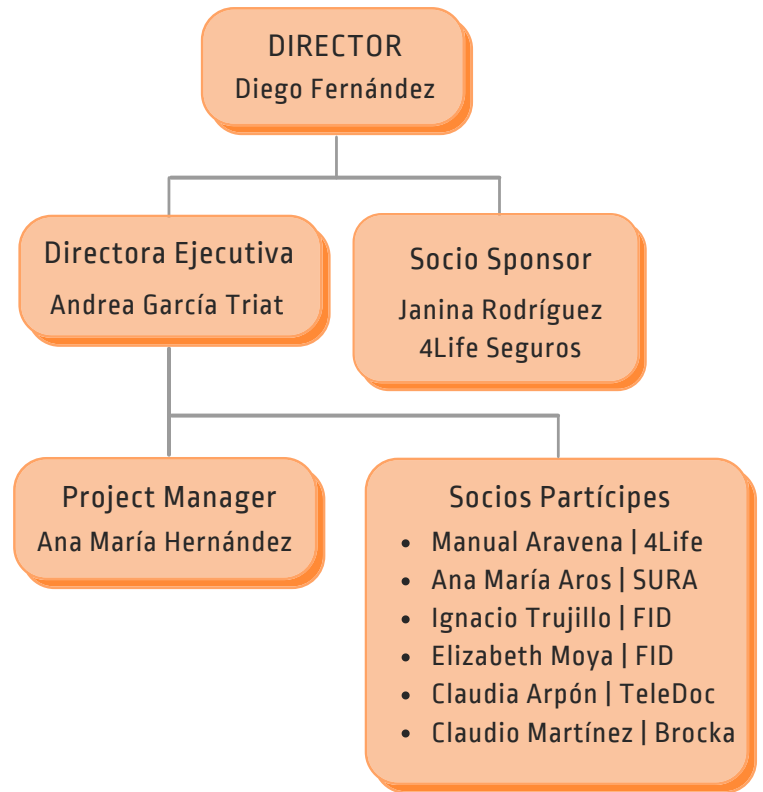 DIRECTOR
Diego Fernández
Directora Ejecutiva
Andrea García Triat
Socio Sponsor
Janina Rodríguez
4Life Seguros
Project Manager
Ana María Hernández
Socios Partícipes
• Manual Aravena | 4Life
• Ana María Aros | SURA
• Ignacio Trujillo | FID
• Elizabeth Moya | FID
• Claudia Arpón | TeleDoc
• Claudio Martínez | Brocka